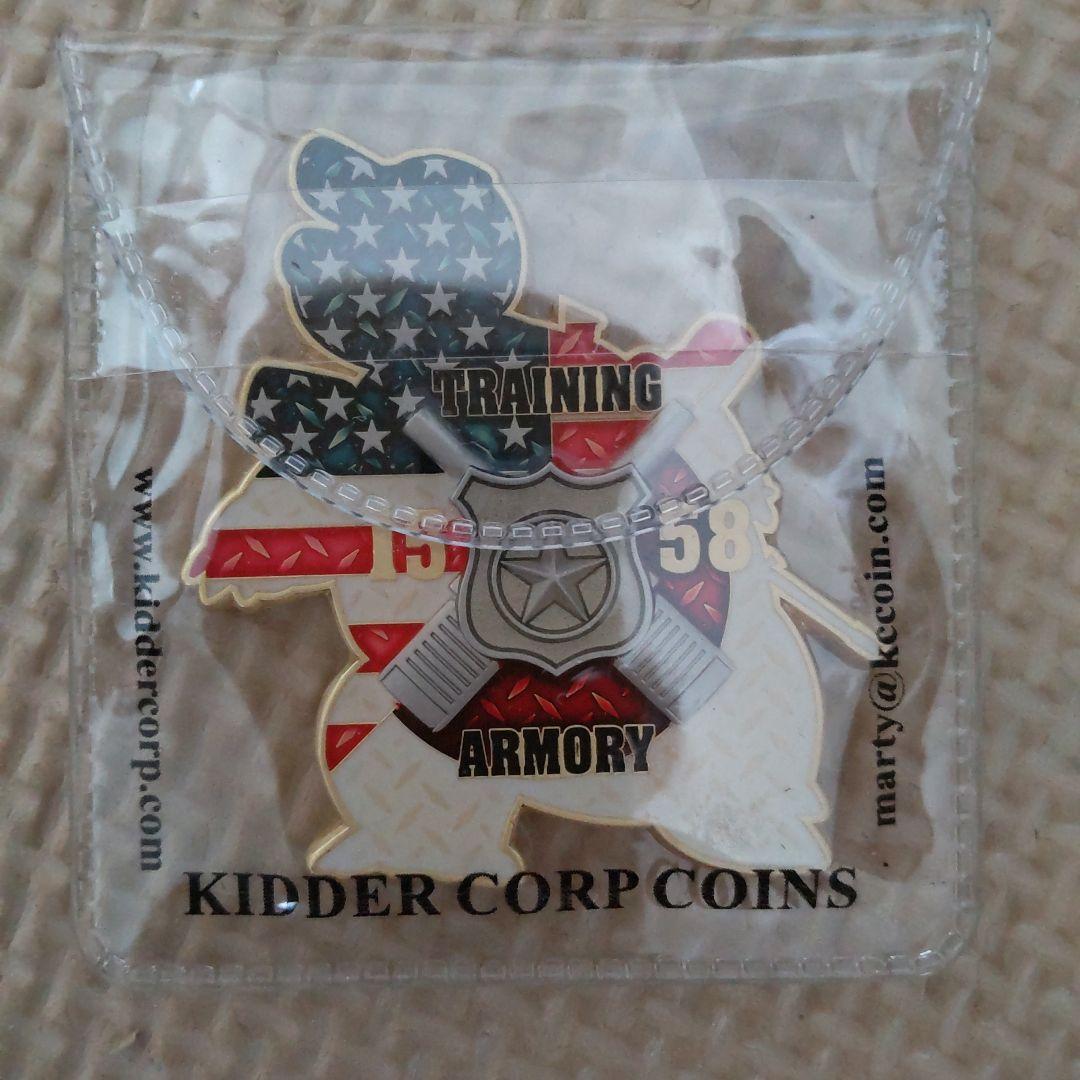 TRAINING
15 58
ARMORY
www.kiddercorp.com
marty@kccoin.com
KIDDER CORP COINS